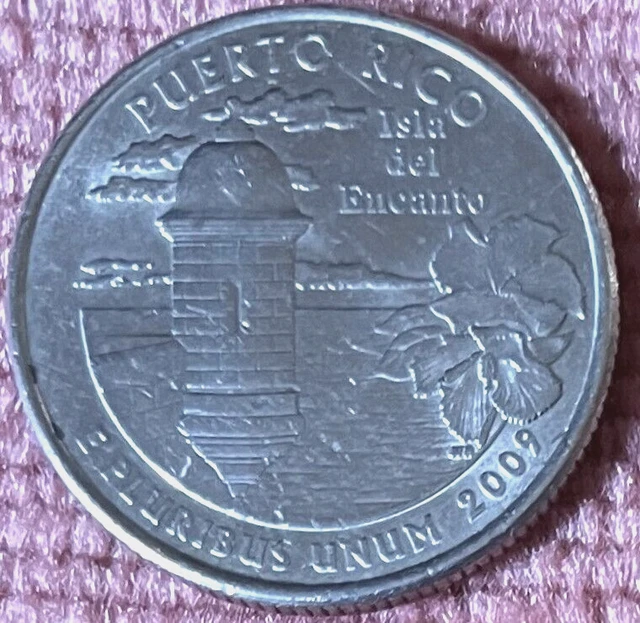 PUERTO RICO
Isla
del
Encanto
E PLURIBUS UNUM 2009